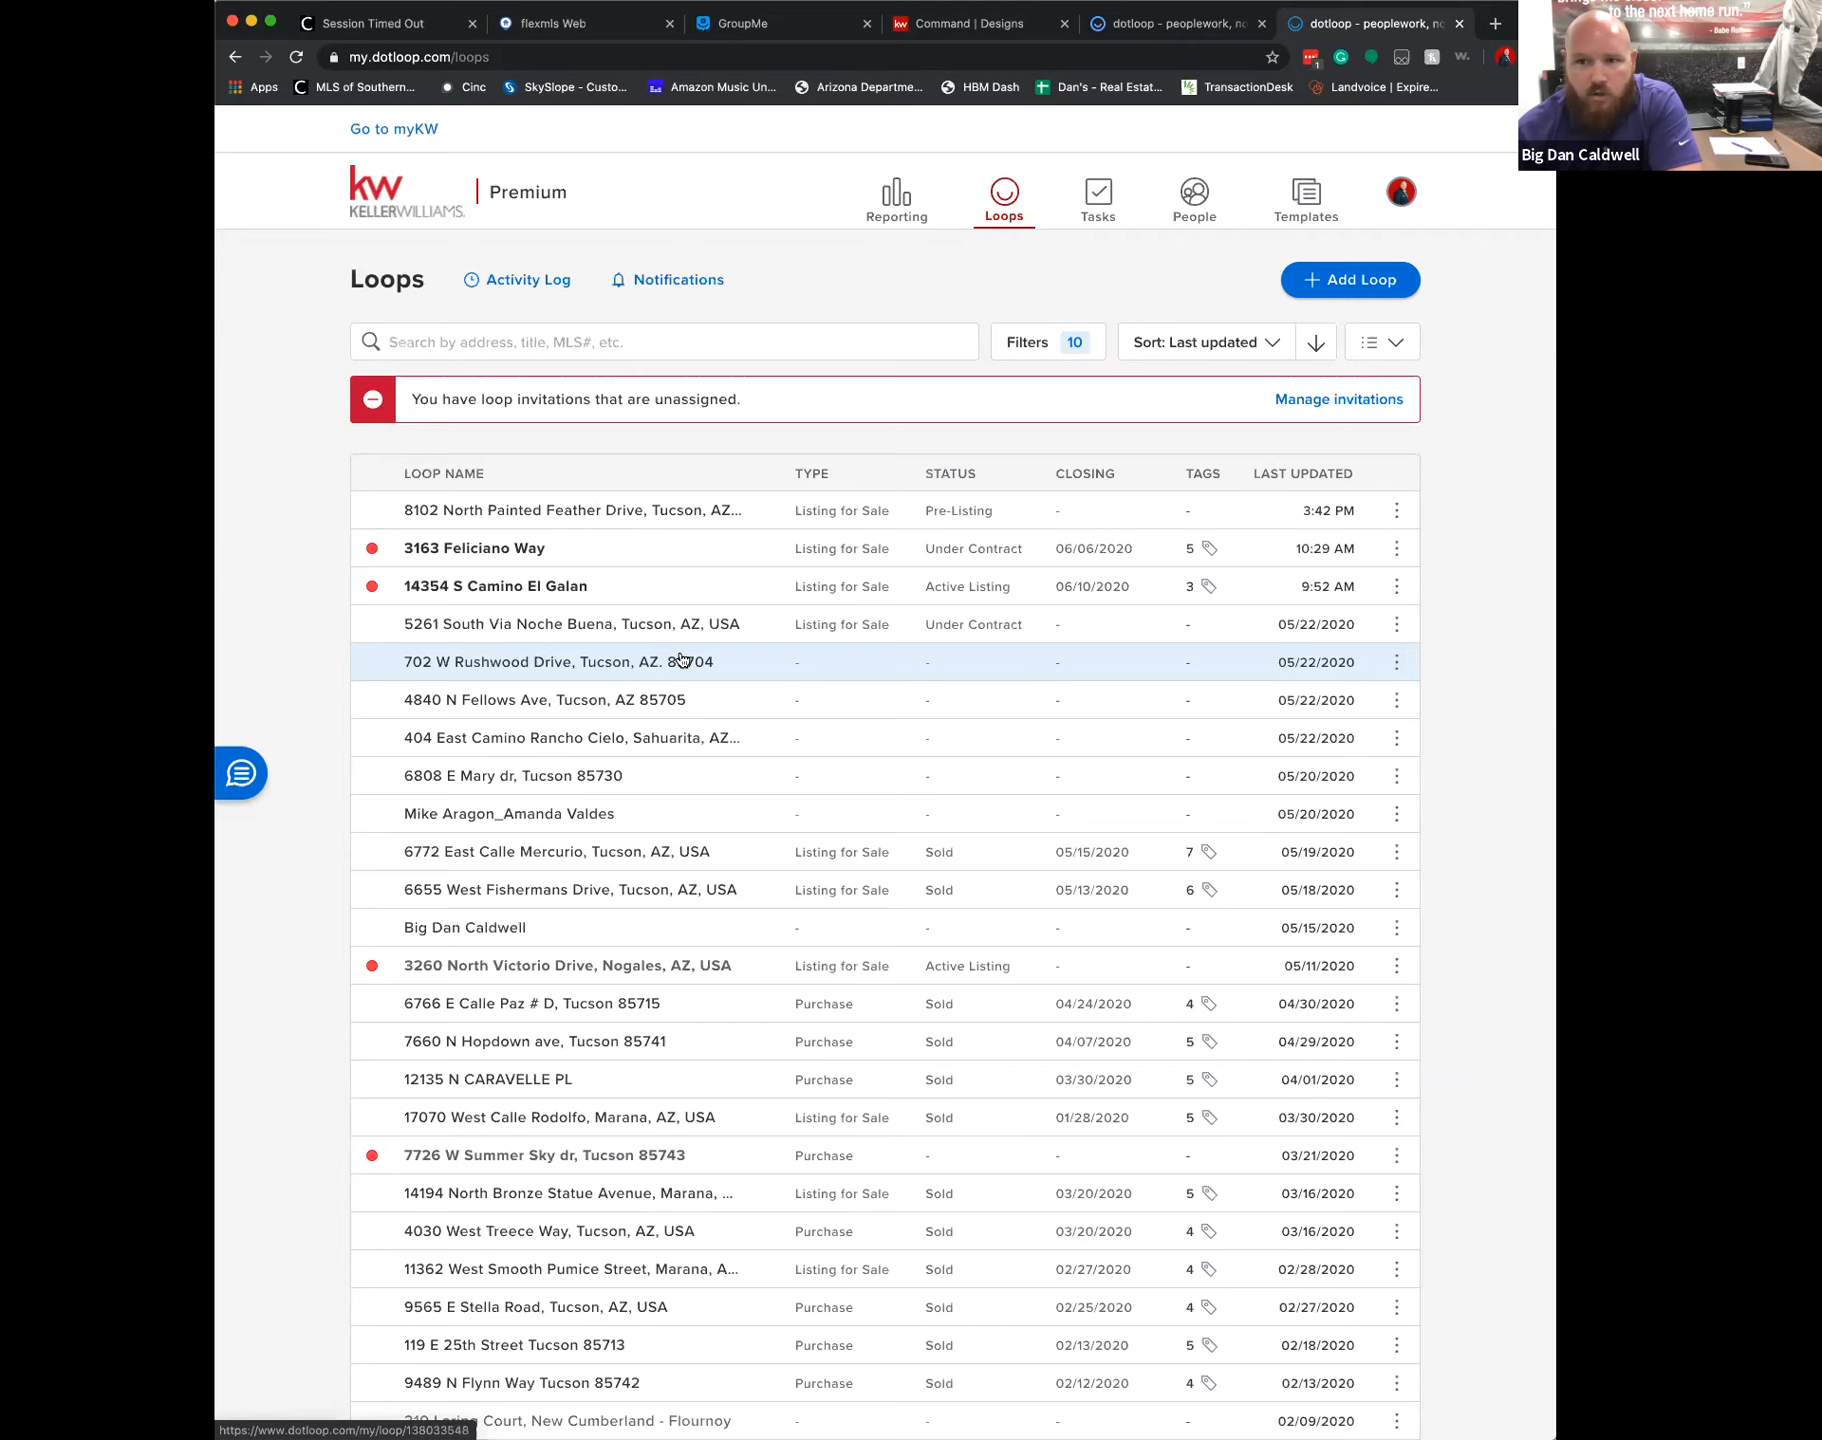 Session Timed Out
flexmls Web
GroupMe
Command | Designs
dotloop - peoplework, no
dotloop - peoplework, no
to the next home run."
- Babe Ruth
my.dotloop.com/loops
1
w.
Apps
MLS of Southern...
Cinc
SkySlope - Custo...
Amazon Music Un...
Arizona Departme...
HBM Dash
Dan's - Real Estat...
TransactionDesk
Landvoice | Expire...
Big Dan Caldwell
Go to myKW
kw
KELLERWILLIAMS.
Premium
Reporting
Loops
Tasks
People
Templates
Loops
Activity Log
Notifications
+ Add Loop
Search by address, title, MLS#, etc.
Filters 10
Sort: Last updated
You have loop invitations that are unassigned.
Manage invitations
LOOP NAME TYPE STATUS CLOSING TAGS LAST UPDATED
8102 North Painted Feather Drive, Tucson, AZ... Listing for Sale Pre-Listing - - 3:42 PM
3163 Feliciano Way Listing for Sale Under Contract 06/06/2020 5 10:29 AM
14354 S Camino El Galan Listing for Sale Active Listing 06/10/2020 3 9:52 AM
5261 South Via Noche Buena, Tucson, AZ, USA Listing for Sale Under Contract - - 05/22/2020
702 W Rushwood Drive, Tucson, AZ. - - - - 05/22/2020
4840 N Fellows Ave, Tucson, AZ 85705 - - - - 05/22/2020
404 East Camino Rancho Cielo, Sahuarita, AZ... - - - - 05/22/2020
6808 E Mary dr, Tucson 85730 - - - - 05/20/2020
Mike Aragon_Amanda Valdes - - - - 05/20/2020
6772 East Calle Mercurio, Tucson, AZ, USA Listing for Sale Sold 05/15/2020 7 05/19/2020
6655 West Fishermans Drive, Tucson, AZ, USA Listing for Sale Sold 05/13/2020 6 05/18/2020
Big Dan Caldwell - - - - 05/15/2020
3260 North Victorio Drive, Nogales, AZ, USA Listing for Sale Active Listing - - 05/11/2020
6766 E Calle Paz # D, Tucson 85715 Purchase Sold 04/24/2020 4 04/30/2020
7660 N Hopdown ave, Tucson 85741 Purchase Sold 04/07/2020 5 04/29/2020
12135 N CARAVELLE PL Purchase Sold 03/30/2020 5 04/01/2020
17070 West Calle Rodolfo, Marana, AZ, USA Listing for Sale Sold 01/28/2020 5 03/30/2020
7726 W Summer Sky dr, Tucson 85743 Purchase - - - 03/21/2020
14194 North Bronze Statue Avenue, Marana, ... Listing for Sale Sold 03/20/2020 5 03/16/2020
4030 West Treece Way, Tucson, AZ, USA Purchase Sold 03/20/2020 4 03/16/2020
11362 West Smooth Pumice Street, Marana, A... Listing for Sale Sold 02/27/2020 4 02/28/2020
9565 E Stella Road, Tucson, AZ, USA Purchase Sold 02/25/2020 4 02/27/2020
119 E 25th Street Tucson 85713 Purchase Sold 02/13/2020 5 02/18/2020
9489 N Flynn Way Tucson 85742 Purchase Sold 02/12/2020 4 02/13/2020
Court, New Cumberland - Flournoy - - - - 02/09/2020
https://www.dotloop.com/my/loop/138033548